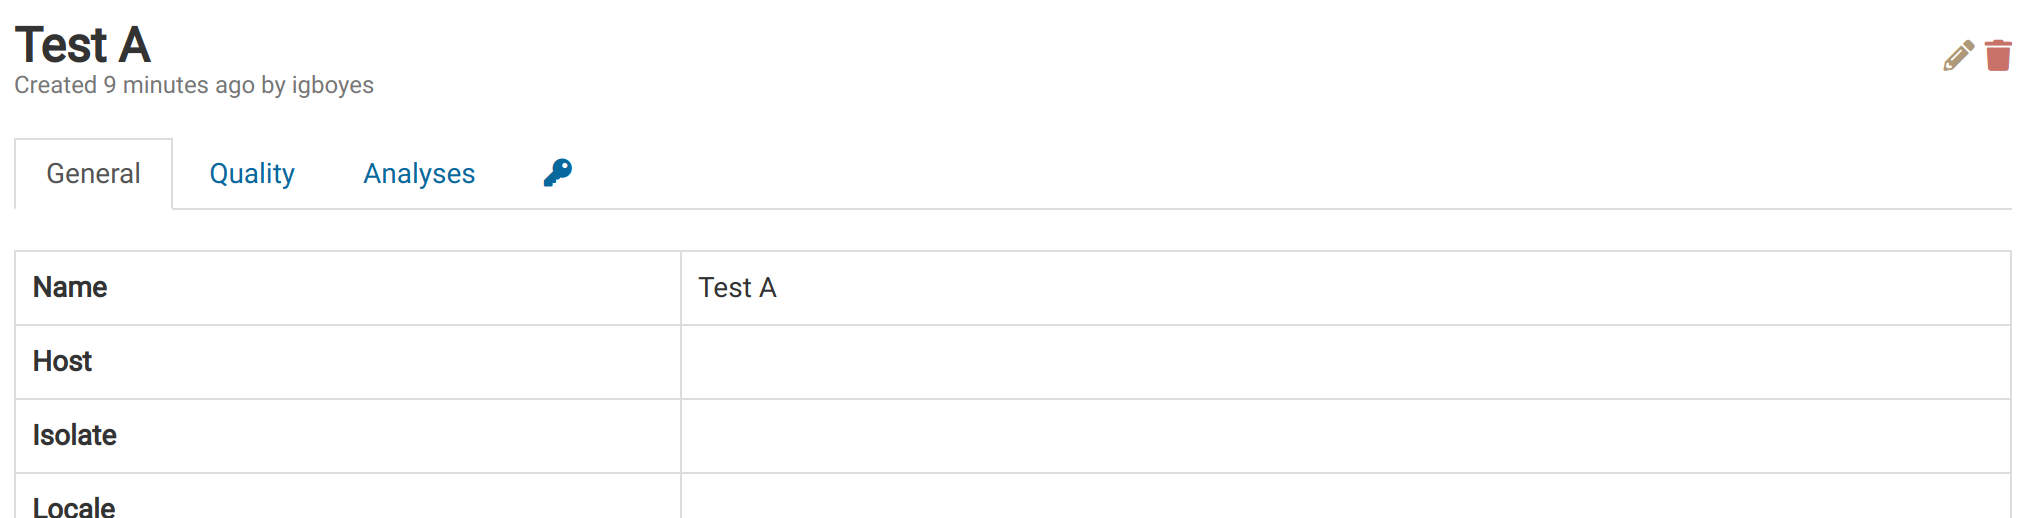 Test A
Created 9 minutes ago by igboyes
General Quality Analyses
Name Test A
Host
Isolate
Locale